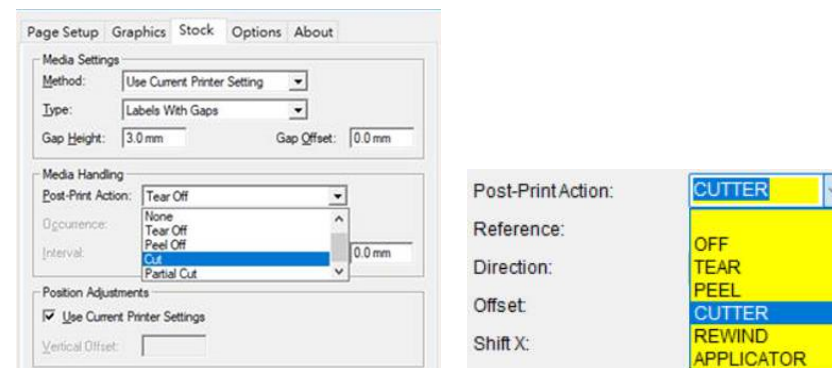 Page Setup Graphics Stock Options About
Media Settings
Method: Use Current Printer Setting
Type: Labels With Gaps
Gap Height: 3.0 mm Gap Offset: 0.0 mm
Media Handling
Post-Print Action: Tear Off
None
Occurrence: Tear Off
Peel Off
Interval: Cut 0.0 mm
Partial Cut
Position Adjustments
Use Current Printer Settings
Vertical Offset:
Post-Print Action: CUTTER
Reference:
OFF
Direction: TEAR
PEEL
Offset: CUTTER
REWIND
Shift X:
APPLICATOR